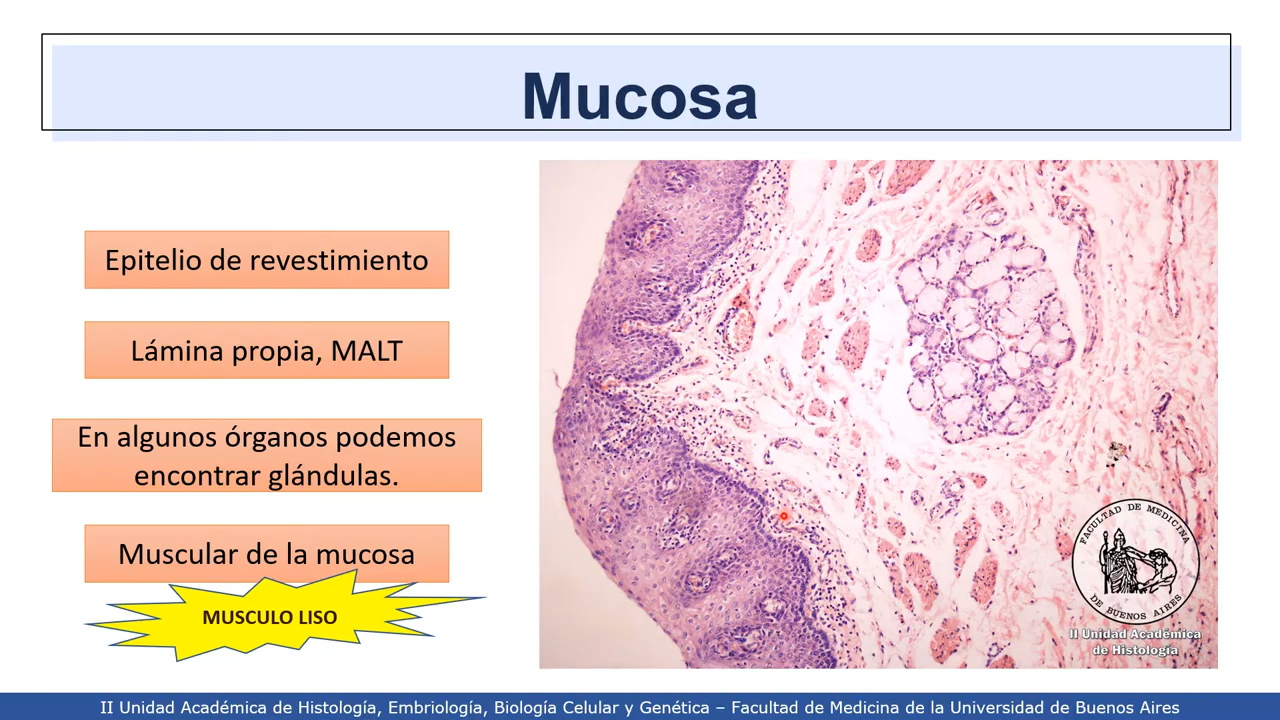 Mucosa
Epitelio de revestimiento
Lámina propia, MALT
En algunos órganos podemos
encontrar glándulas.
Muscular de la mucosa
MUSCULO LISO
FACULTAD DE MEDICINA
DE BUENOS AIRES
II Unidad Académica
de Histología
II Unidad Académica de Histología, Embriología, Biología Celular y Genética – Facultad de Medicina de la Universidad de Buenos Aires